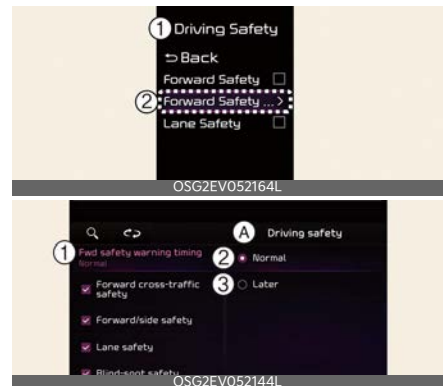 ① Driving Safety
⮌ Back
Forward Safety
② Forward Safety ... >
Lane Safety
OSG2EV052164L
Ⓐ Driving safety
① Fwd safety warning timing
Normal
② Normal
③ Later
Forward cross-traffic
safety
Forward/side safety
Lane safety
Blind-spot safety
OSG2EV052144L